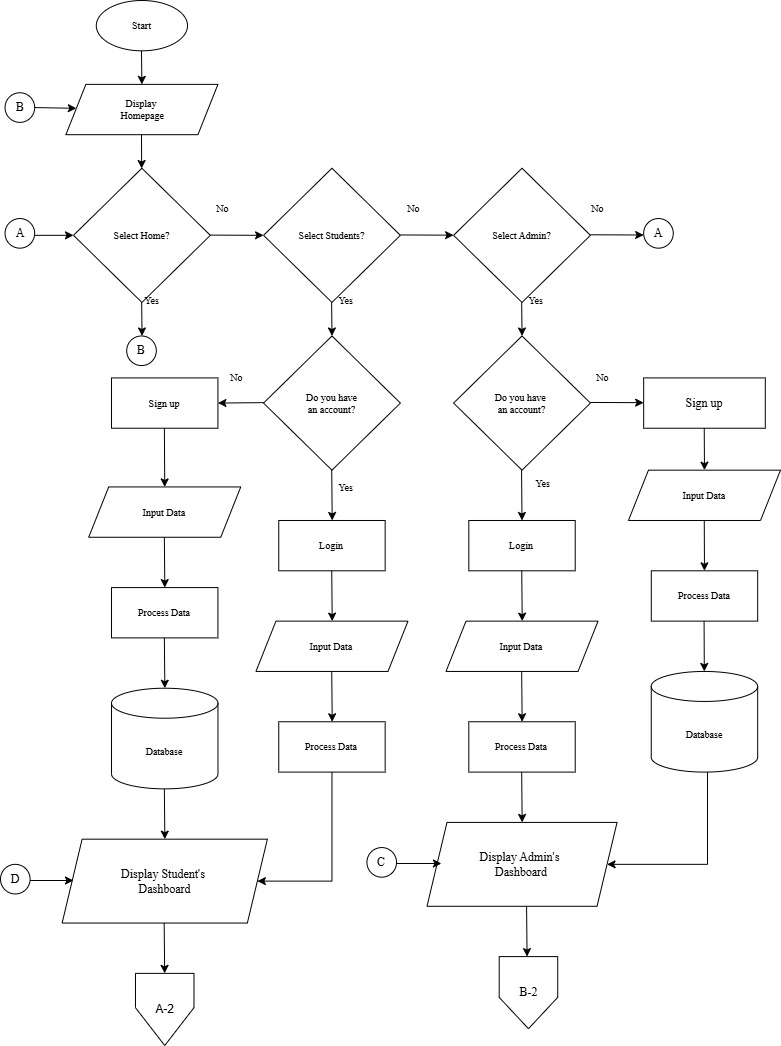 Start
B
Display
Homepage
No
No
No
A
Select Home?
Select Students?
Select Admin?
A
Yes
Yes
Yes
B
No
No
Sign up
Do you have
an account?
Do you have
an account?
Sign up
Yes
Yes
Input Data
Input Data
Login
Login
Process Data
Process Data
Input Data
Input Data
Database
Process Data
Process Data
Database
D
Display Student's
Dashboard
C
Display Admin's
Dashboard
A-2
B-2